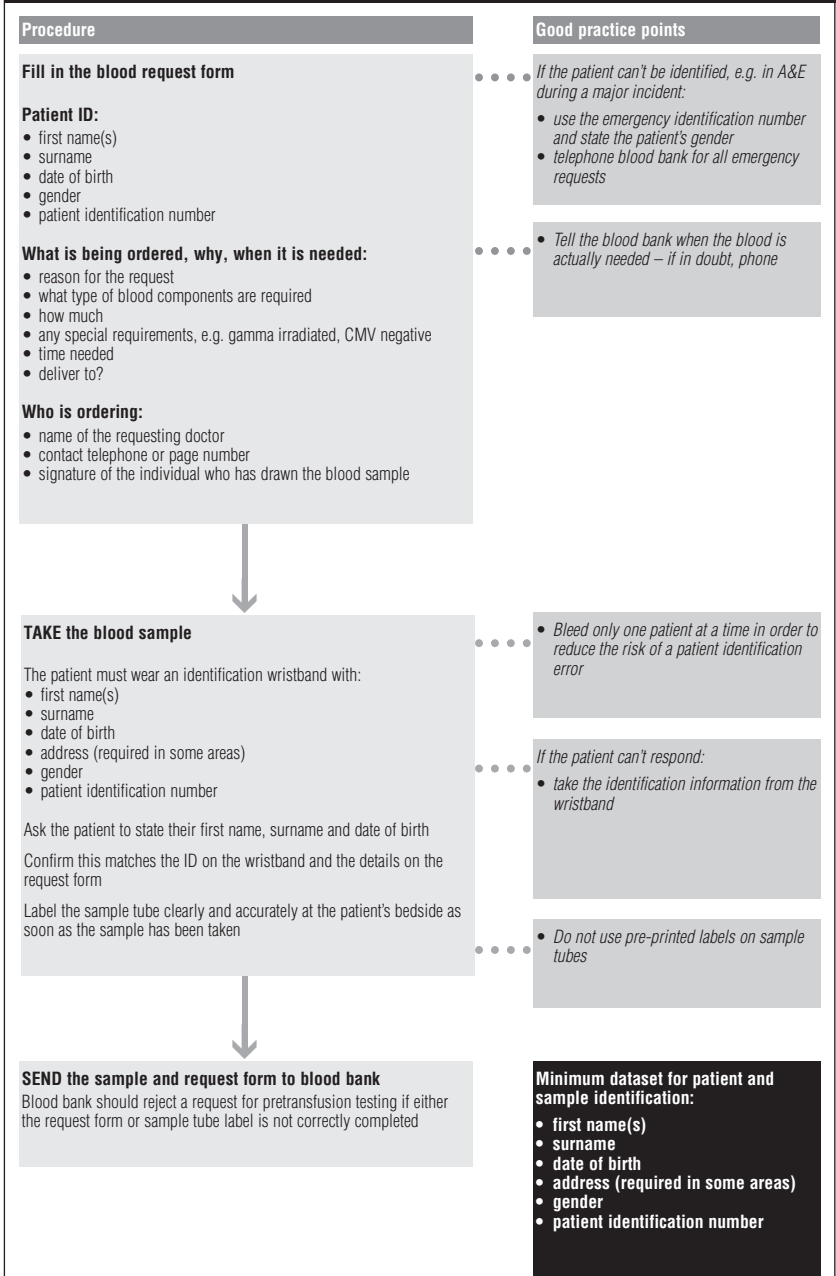 Procedure
Fill in the blood request form
Patient ID:
• first name(s)
• surname
• date of birth
• gender
• patient identification number
What is being ordered, why, when it is needed:
• reason for the request
• what type of blood components are required
• how much
• any special requirements, e.g. gamma irradiated, CMV negative
• time needed
• deliver to?
Who is ordering:
• name of the requesting doctor
• contact telephone or page number
• signature of the individual who has drawn the blood sample
TAKE the blood sample
The patient must wear an identification wristband with:
• first name(s)
• surname
• date of birth
• address (required in some areas)
• gender
• patient identification number
Ask the patient to state their first name, surname and date of birth
Confirm this matches the ID on the wristband and the details on the
request form
Label the sample tube clearly and accurately at the patient's bedside as
soon as the sample has been taken
SEND the sample and request form to blood bank
Blood bank should reject a request for pretransfusion testing if either
the request form or sample tube label is not correctly completed
Good practice points
If the patient can't be identified, e.g. in A&E
during a major incident:
• use the emergency identification number
and state the patient's gender
• telephone blood bank for all emergency
requests
• Tell the blood bank when the blood is
actually needed – if in doubt, phone
• Bleed only one patient at a time in order to
reduce the risk of a patient identification
error
If the patient can't respond:
• take the identification information from the
wristband
• Do not use pre-printed labels on sample
tubes
Minimum dataset for patient and
sample identification:
• first name(s)
• surname
• date of birth
• address (required in some areas)
• gender
• patient identification number